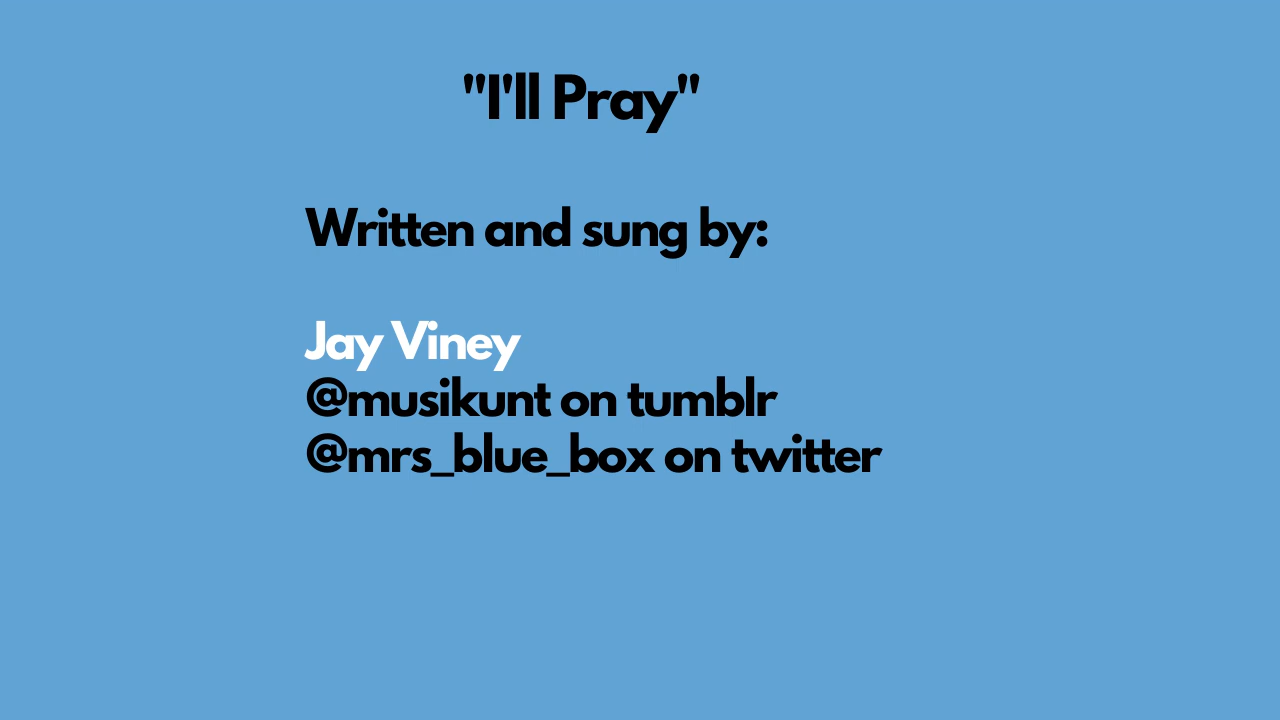 "I'll Pray"
Written and sung by:
Jay Viney
@musikunt on tumblr
@mrs_blue_box on twitter